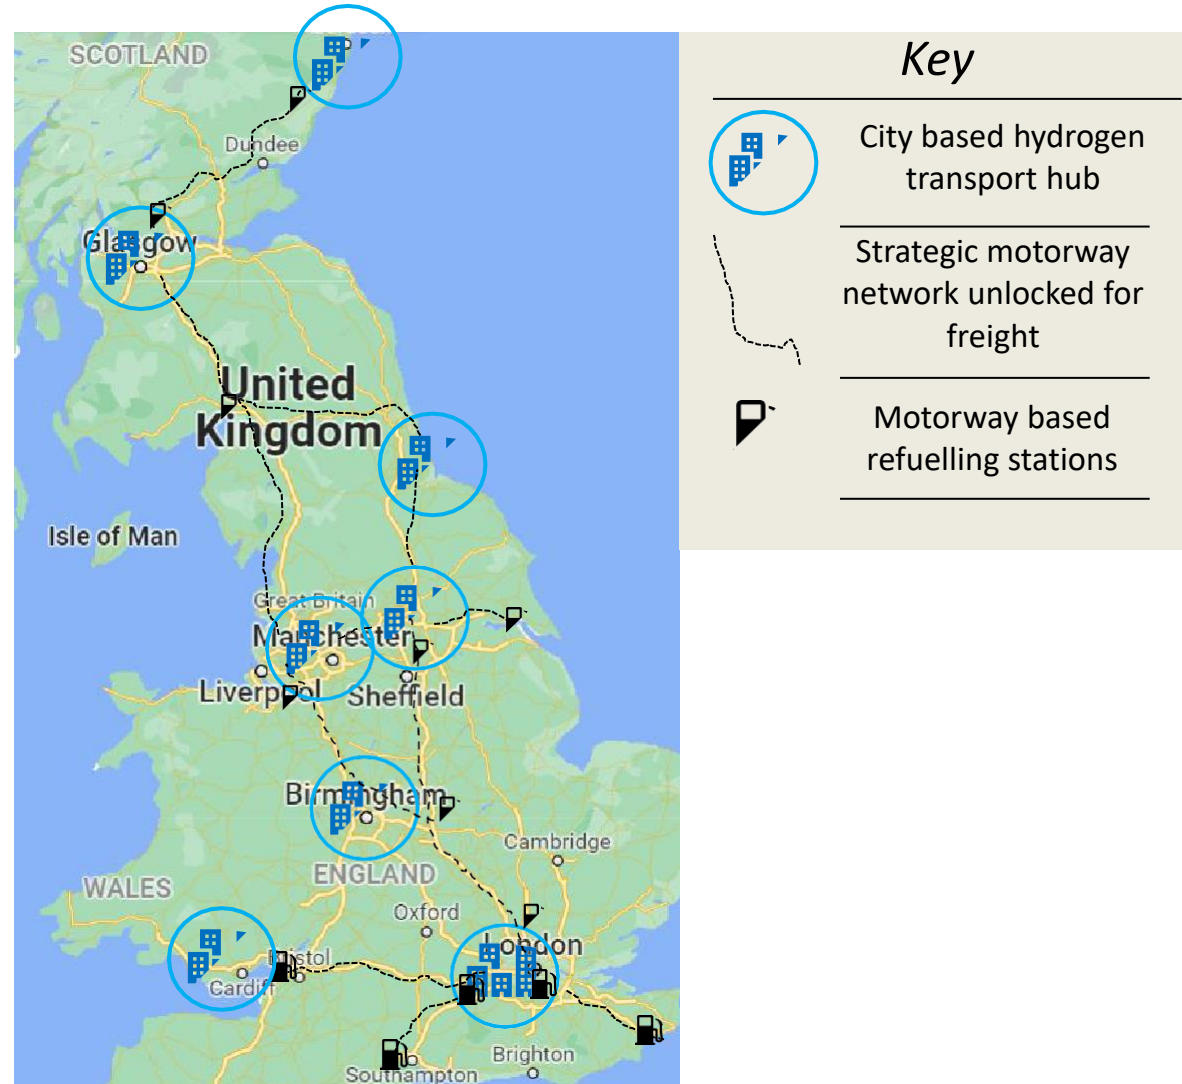 SCOTLAND
Dundee
Glasgow
United
Kingdom
Isle of Man
Great Britain
Manchester
Liverpool
Sheffield
Birmingham
Cambridge
ENGLAND
WALES
Oxford
London
Bristol
Cardiff
Brighton
Southampton
Key
City based hydrogen
transport hub
Strategic motorway
network unlocked for
freight
Motorway based
refuelling stations